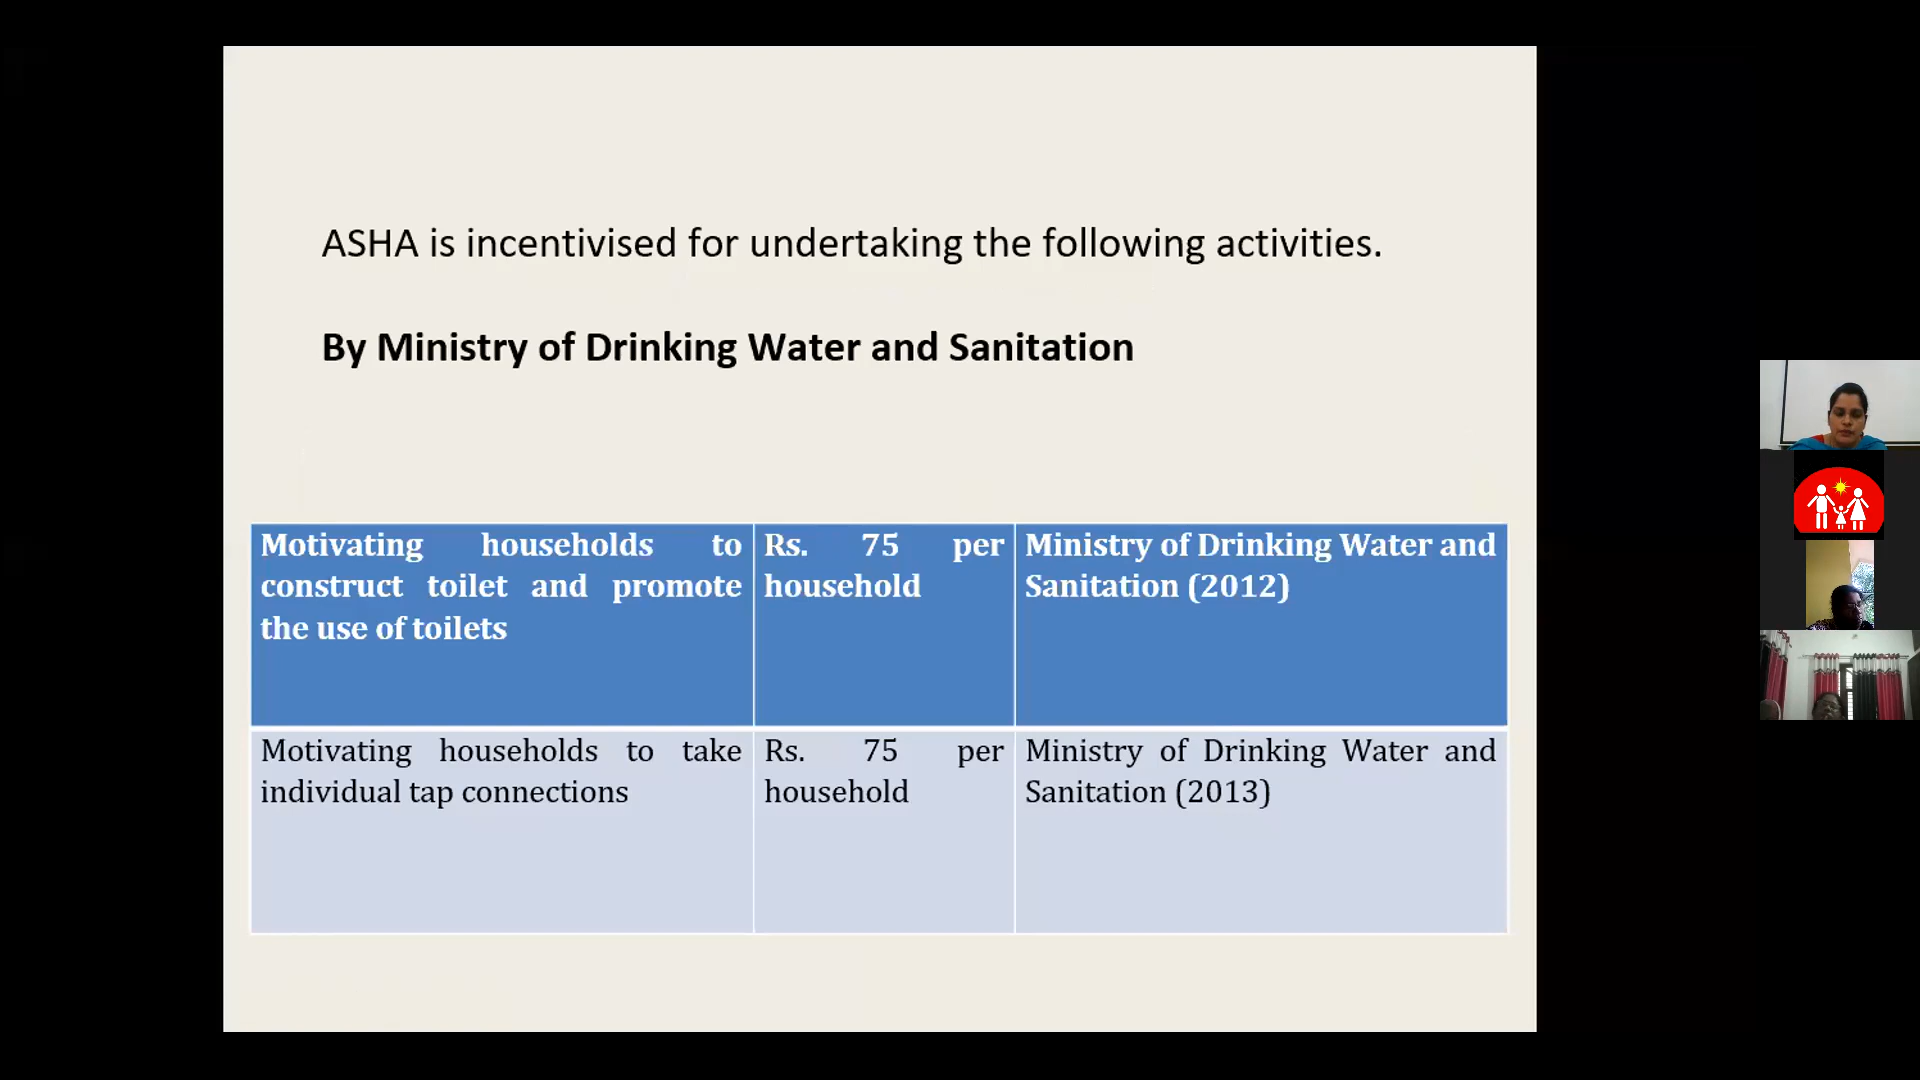 ASHA is incentivised for undertaking the following activities.
By Ministry of Drinking Water and Sanitation
Motivating households to
construct toilet and promote
the use of toilets
Rs. 75 per
household
Ministry of Drinking Water and
Sanitation (2012)
Motivating households to take
individual tap connections
Rs. 75 per
household
Ministry of Drinking Water and
Sanitation (2013)